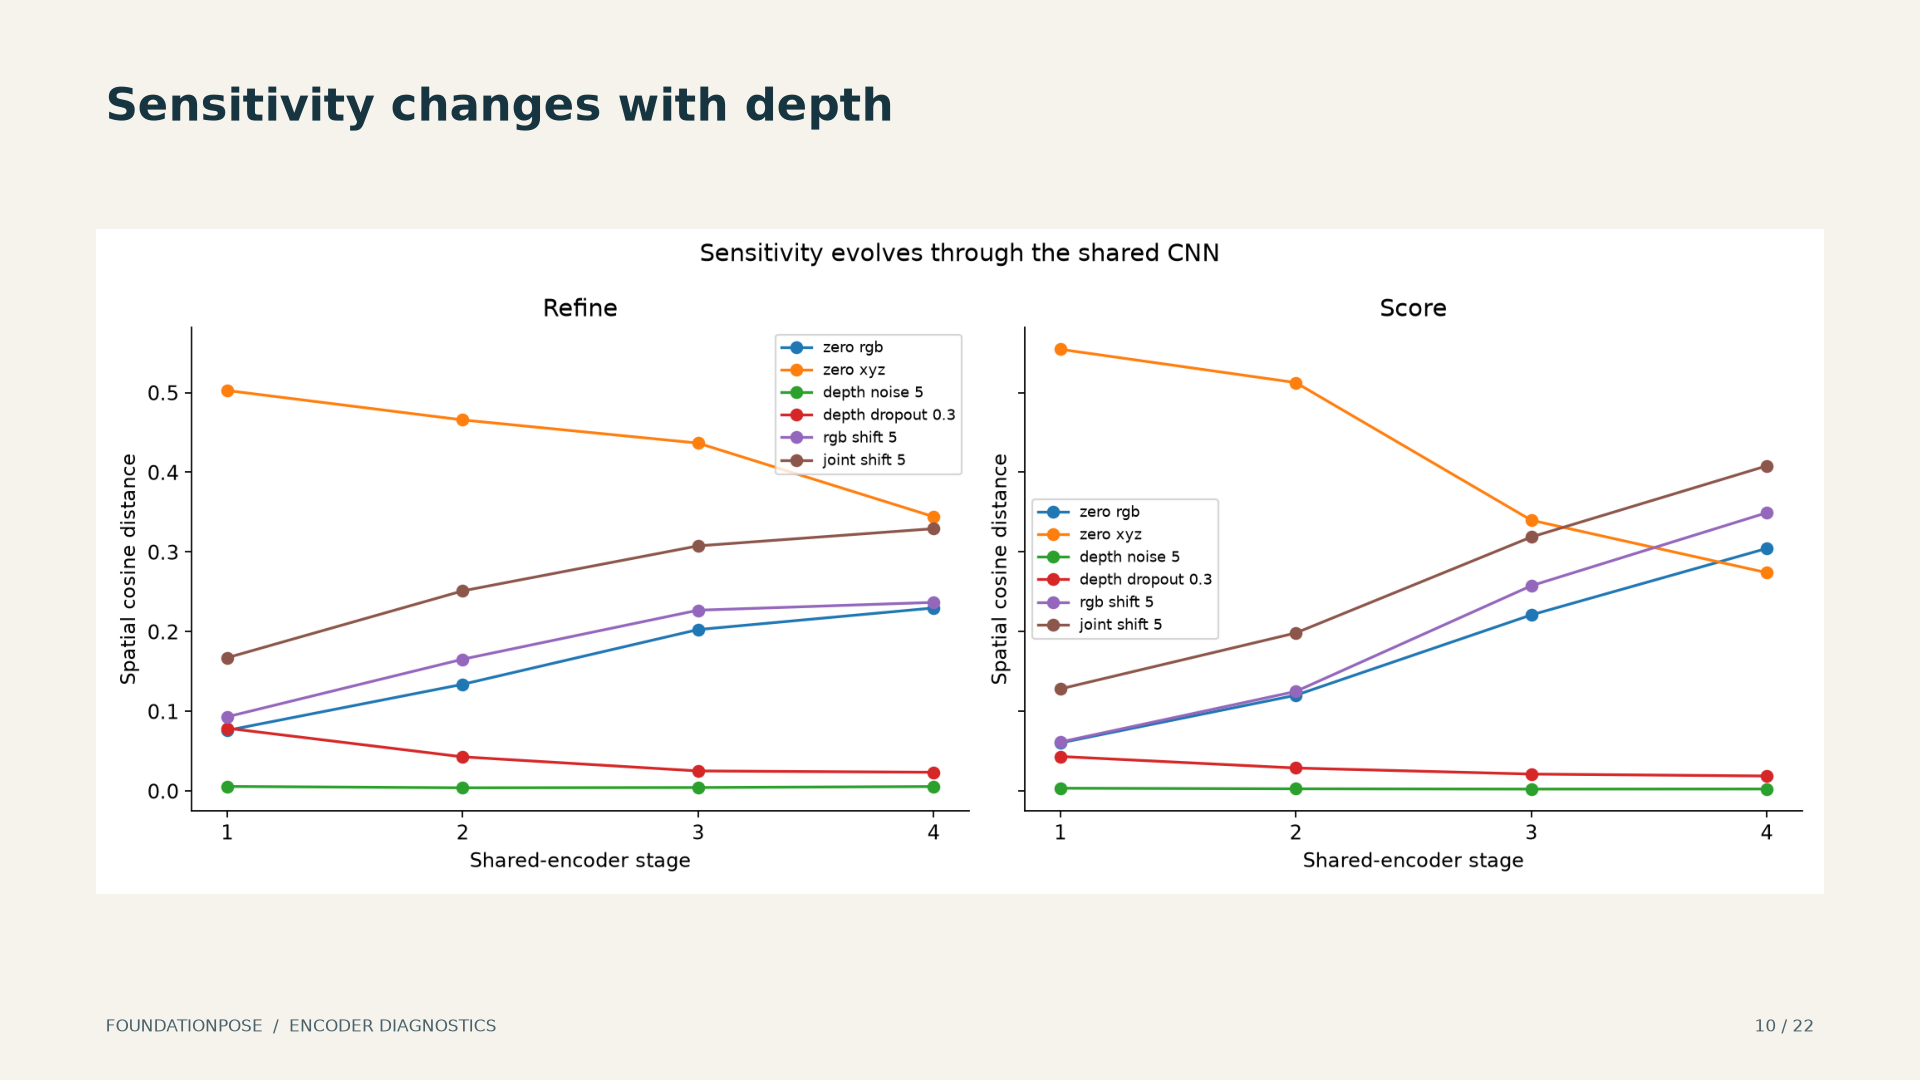 Sensitivity changes with depth
Sensitivity evolves through the shared CNN
Refine
zero rgb
zero xyz
depth noise 5
depth dropout 0.3
rgb shift 5
joint shift 5
Spatial cosine distance
0.5
0.4
0.3
0.2
0.1
0.0
1 2 3 4
Shared-encoder stage
Score
zero rgb
zero xyz
depth noise 5
depth dropout 0.3
rgb shift 5
joint shift 5
Spatial cosine distance
1 2 3 4
Shared-encoder stage
FOUNDATIONPOSE / ENCODER DIAGNOSTICS
10 / 22